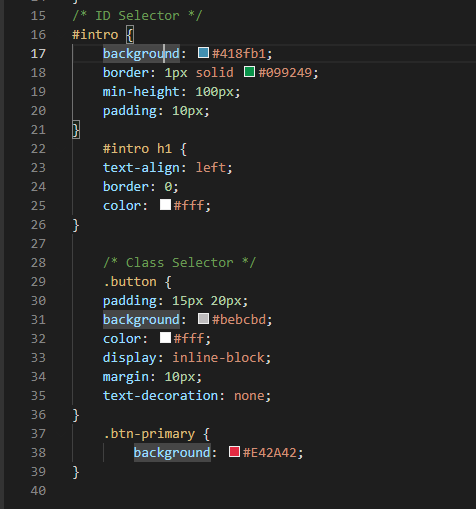 15 /* ID Selector */
16 #intro {
17 background: #418fb1;
18 border: 1px solid #099249;
19 min-height: 100px;
20 padding: 10px;
21 }
22 #intro h1 {
23 text-align: left;
24 border: 0;
25 color: #fff;
26 }
27
28 /* Class Selector */
29 .button {
30 padding: 15px 20px;
31 background: #bebcbd;
32 color: #fff;
33 display: inline-block;
34 margin: 10px;
35 text-decoration: none;
36 }
37 .btn-primary {
38 background: #E42A42;
39 }
40